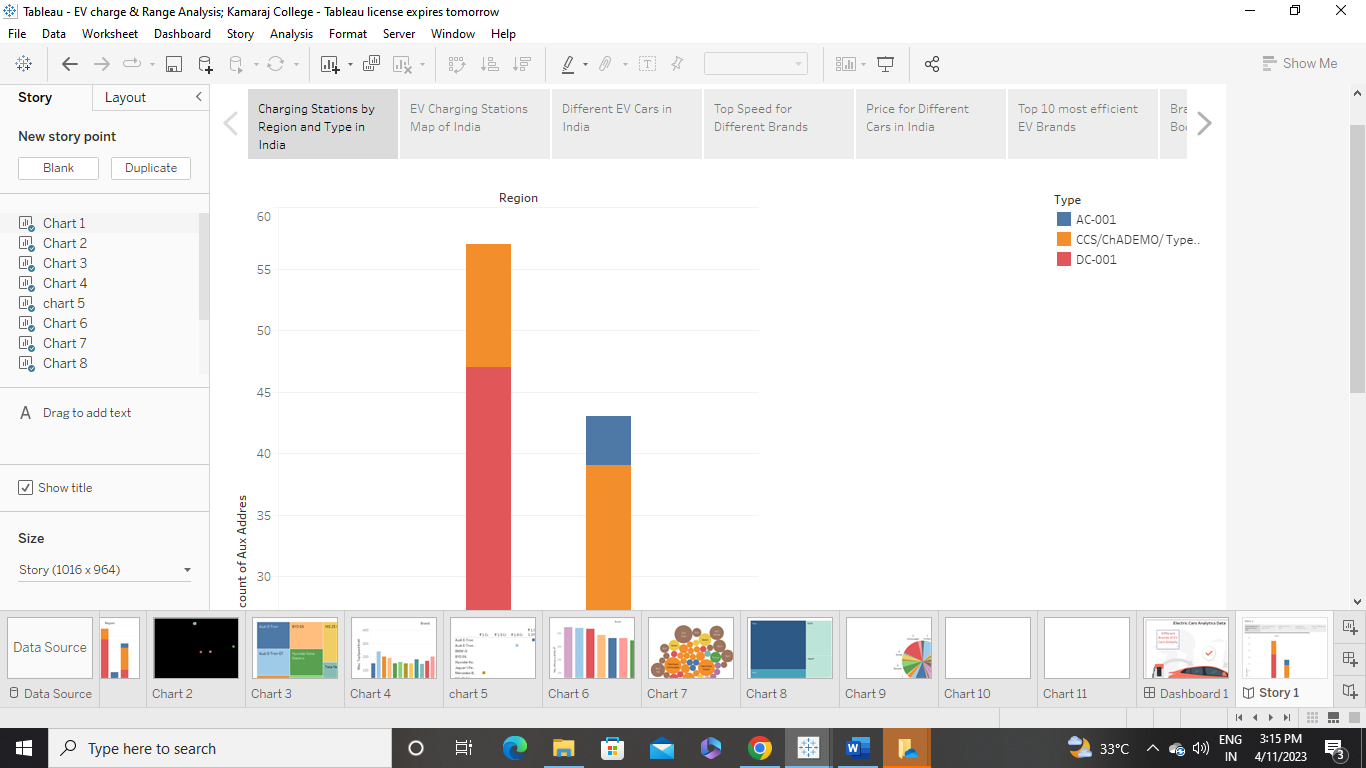 Tableau - EV charge & Range Analysis; Kamaraj College - Tableau license expires tomorrow
File Data Worksheet Dashboard Story Analysis Format Server Window Help
Show Me
Story Layout
New story point
Blank Duplicate
Chart 1
Chart 2
Chart 3
Chart 4
chart 5
Chart 6
Chart 7
Chart 8
A Drag to add text
Show title
Size
Story (1016 x 964)
Charging Stations by
Region and Type in
India
EV Charging Stations
Map of India
Different EV Cars in
India
Top Speed for
Different Brands
Price for Different
Cars in India
Top 10 most efficient
EV Brands
Bra
Boo
Region
60
55
50
45
40
35
30
count of Aux Addres
Type
AC-001
CCS/ChADEMO/ Type..
DC-001
Data Source
Electric Cars Analytics Data
Data Source Chart 2 Chart 3 Chart 4 chart 5 Chart 6 Chart 7 Chart 8 Chart 9 Chart 10 Chart 11 Dashboard 1 Story 1
Type here to search
33°C
ENG
IN
3:15 PM
4/11/2023
3